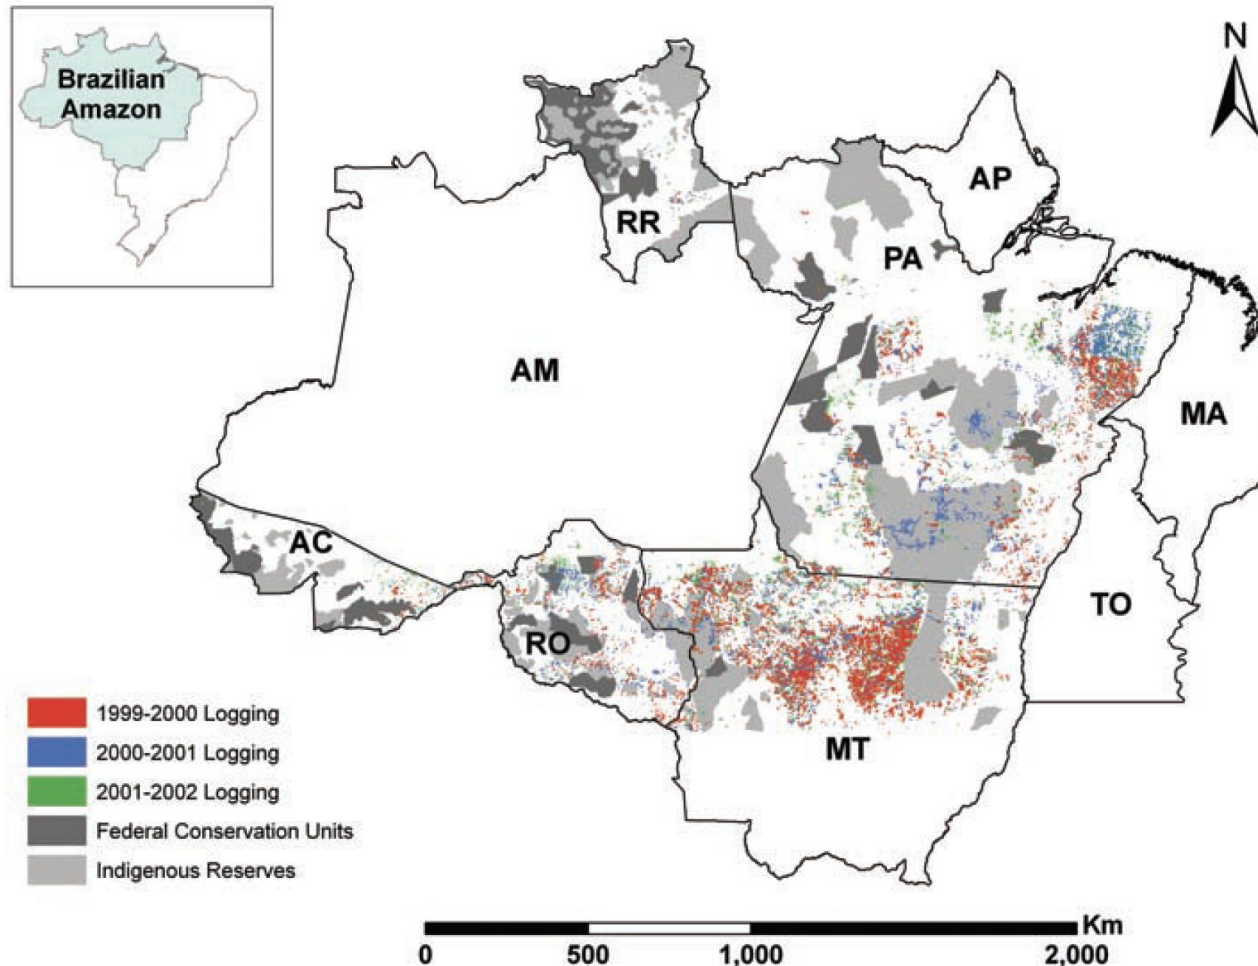 Brazilian
Amazon
N
AP
RR
PA
AM
MA
AC
TO
RO
MT
1999-2000 Logging
2000-2001 Logging
2001-2002 Logging
Federal Conservation Units
Indigenous Reserves
Km
0 500 1,000 2,000